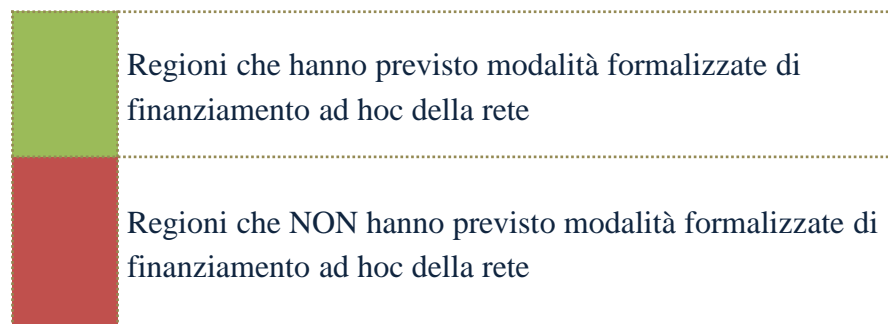 Regioni che hanno previsto modalità formalizzate di
finanziamento ad hoc della rete
Regioni che NON hanno previsto modalità formalizzate di
finanziamento ad hoc della rete